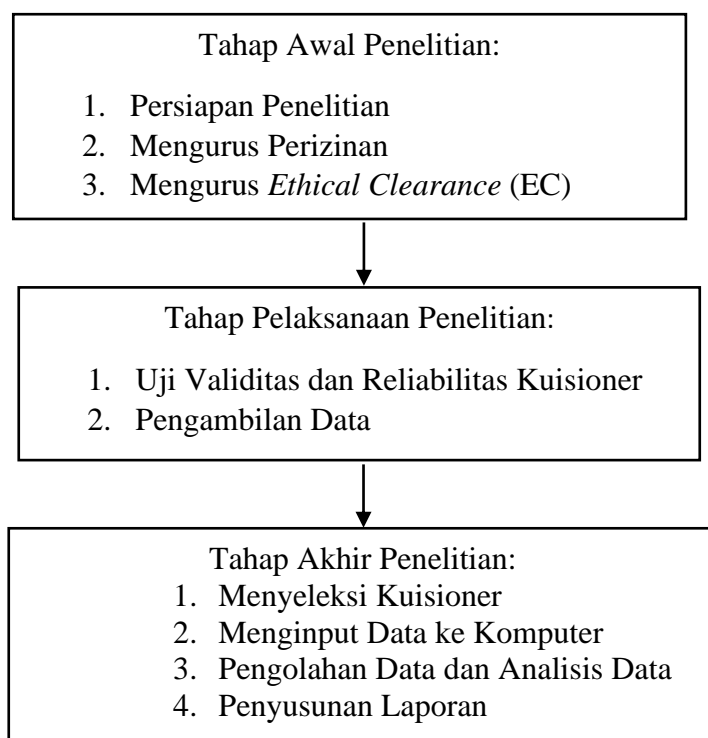 Tahap Awal Penelitian:
1. Persiapan Penelitian
2. Mengurus Perizinan
3. Mengurus Ethical Clearance (EC)
Tahap Pelaksanaan Penelitian:
1. Uji Validitas dan Reliabilitas Kuisioner
2. Pengambilan Data
Tahap Akhir Penelitian:
1. Menyeleksi Kuisioner
2. Menginput Data ke Komputer
3. Pengolahan Data dan Analisis Data
4. Penyusunan Laporan